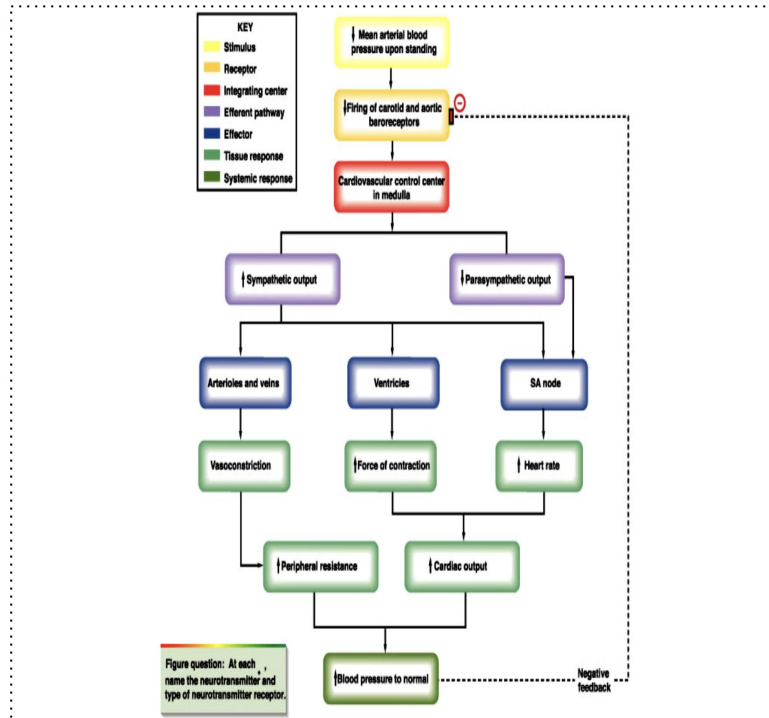 KEY
Stimulus
Receptor
Integrating center
Efferent pathway
Effector
Tissue response
Systemic response
↓ Mean arterial blood
pressure upon standing
↓Firing of carotid and aortic
baroreceptors
−
Cardiovascular control center
in medulla
↑ Sympathetic output
↓ Parasympathetic output
Arterioles and veins
Ventricles
SA node
Vasoconstriction
↑Force of contraction
↑ Heart rate
↑Peripheral resistance
↑Cardiac output
↑Blood pressure to normal
Negative
feedback
Figure question: At each * ,
name the neurotransmitter and
type of neurotransmitter receptor.